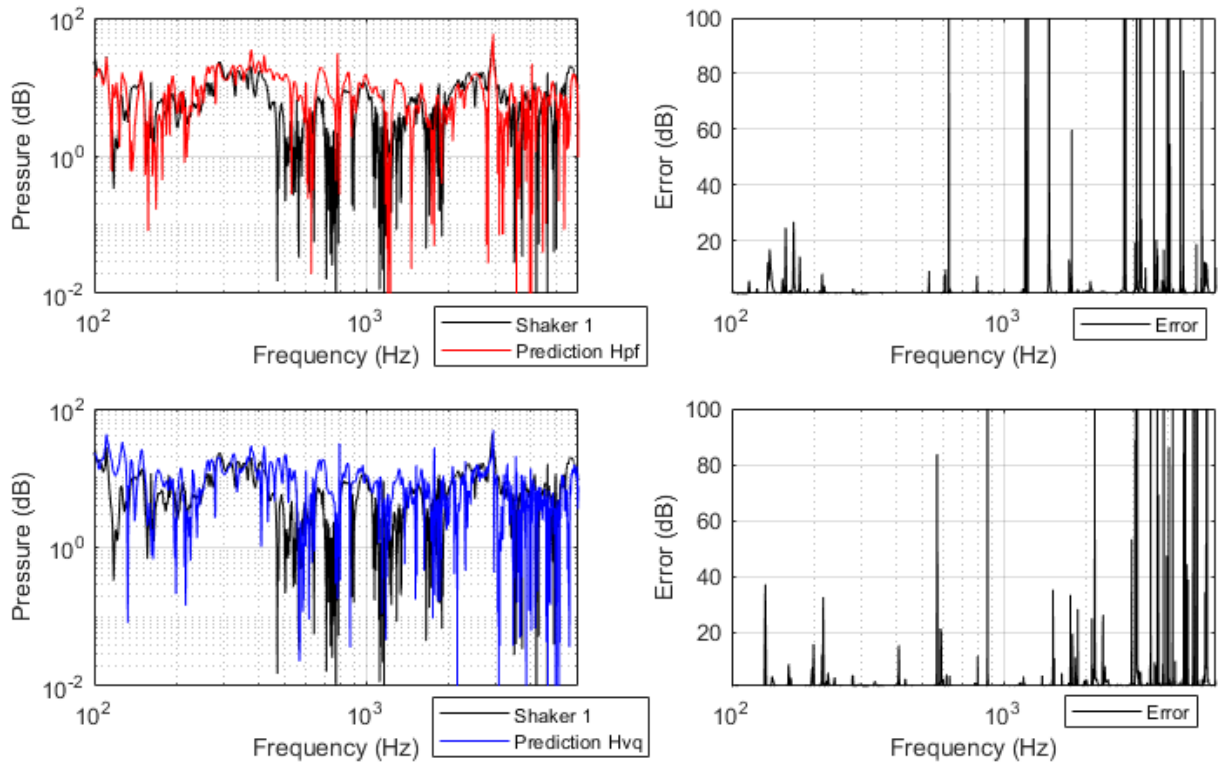 10^2
10^0
10^-2
Pressure (dB)
10^2
10^3
Frequency (Hz)
Shaker 1
Prediction Hpf
100
80
60
40
20
Error (dB)
10^2
10^3
Frequency (Hz)
Error
10^2
10^0
10^-2
Pressure (dB)
10^2
10^3
Frequency (Hz)
Shaker 1
Prediction Hvq
100
80
60
40
20
Error (dB)
10^2
10^3
Frequency (Hz)
Error